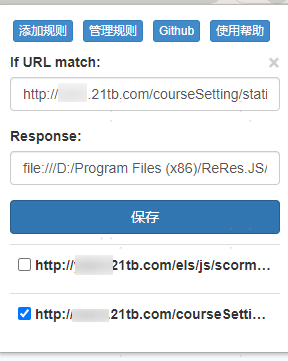 添加规则 管理规则 Github 使用帮助
If URL match: ×
http:// .21tb.com/courseSetting/stati
Response:
file:///D:/Program Files (x86)/ReRes.JS/
保存
http:// 21tb.com/els/js/scorm...
http:// .21tb.com/courseSetti...